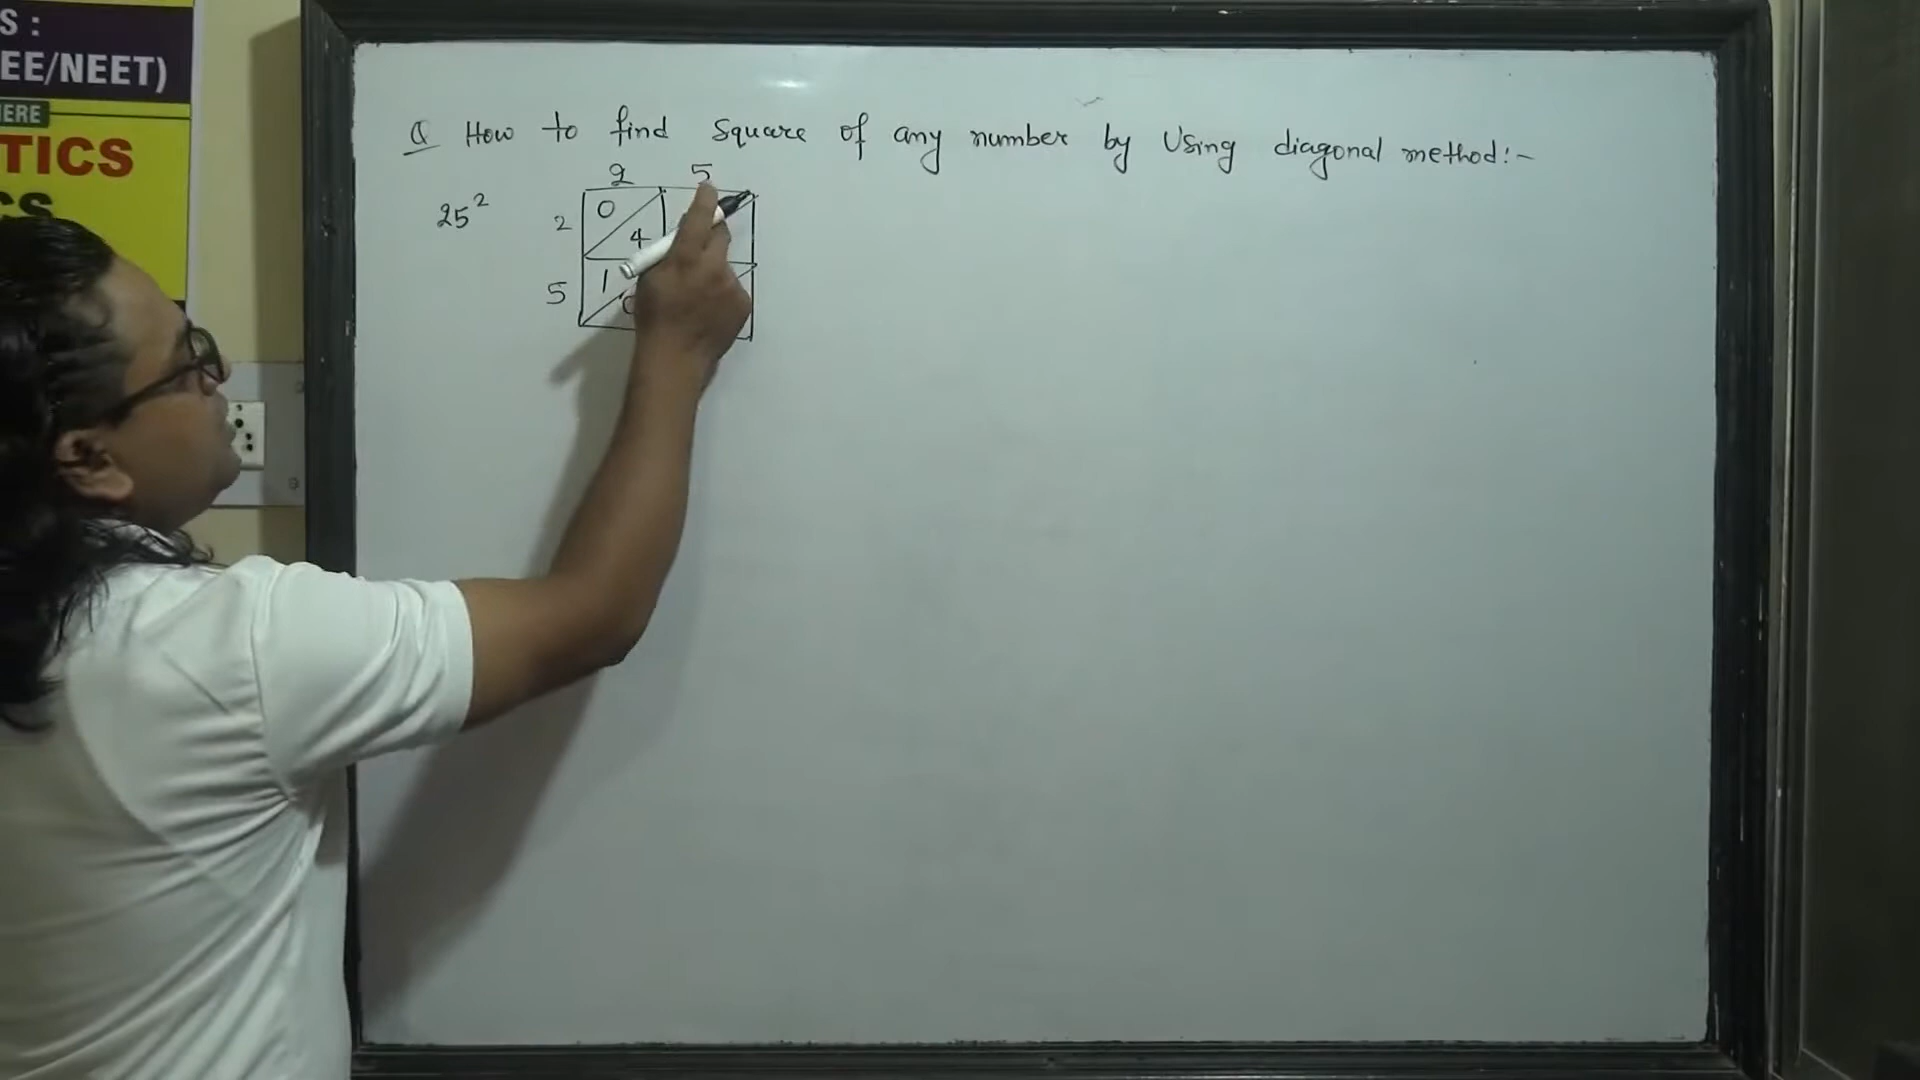 S :
EE/NEET)
HERE
TICS
CS
Q How to find square of any number by Using diagonal method:-
2 5
25²
2 0 4
5 1 0